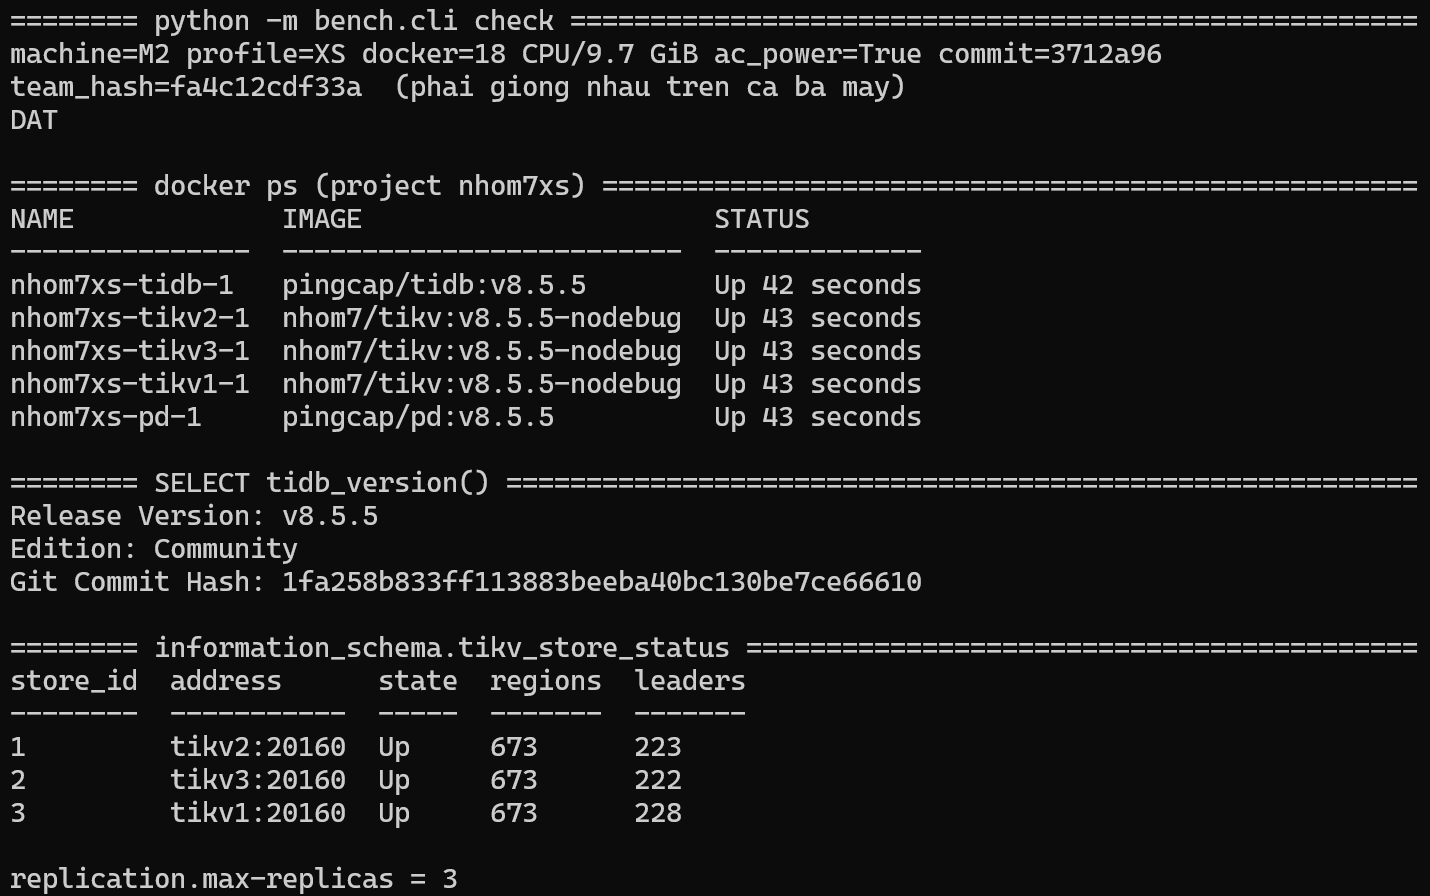 ======== python -m bench.cli check =====================================================
machine=M2 profile=XS docker=18 CPU/9.7 GiB ac_power=True commit=3712a96
team_hash=fa4c12cdf33a  (phai giong nhau tren ca ba may)
DAT
======== docker ps (project nhom7xs) ===================================================
NAME             IMAGE                      STATUS
---------------  -------------------------  -------------
nhom7xs-tidb-1   pingcap/tidb:v8.5.5        Up 42 seconds
nhom7xs-tikv2-1  nhom7/tikv:v8.5.5-nodebug  Up 43 seconds
nhom7xs-tikv3-1  nhom7/tikv:v8.5.5-nodebug  Up 43 seconds
nhom7xs-tikv1-1  nhom7/tikv:v8.5.5-nodebug  Up 43 seconds
nhom7xs-pd-1     pingcap/pd:v8.5.5          Up 43 seconds
======== SELECT tidb_version() =========================================================
Release Version: v8.5.5
Edition: Community
Git Commit Hash: 1fa258b833ff113883beeba40bc130be7ce66610
======== information_schema.tikv_store_status ==========================================
store_id  address      state  regions  leaders
--------  -----------  -----  -------  -------
1         tikv2:20160  Up     673      223
2         tikv3:20160  Up     673      222
3         tikv1:20160  Up     673      228
replication.max-replicas = 3